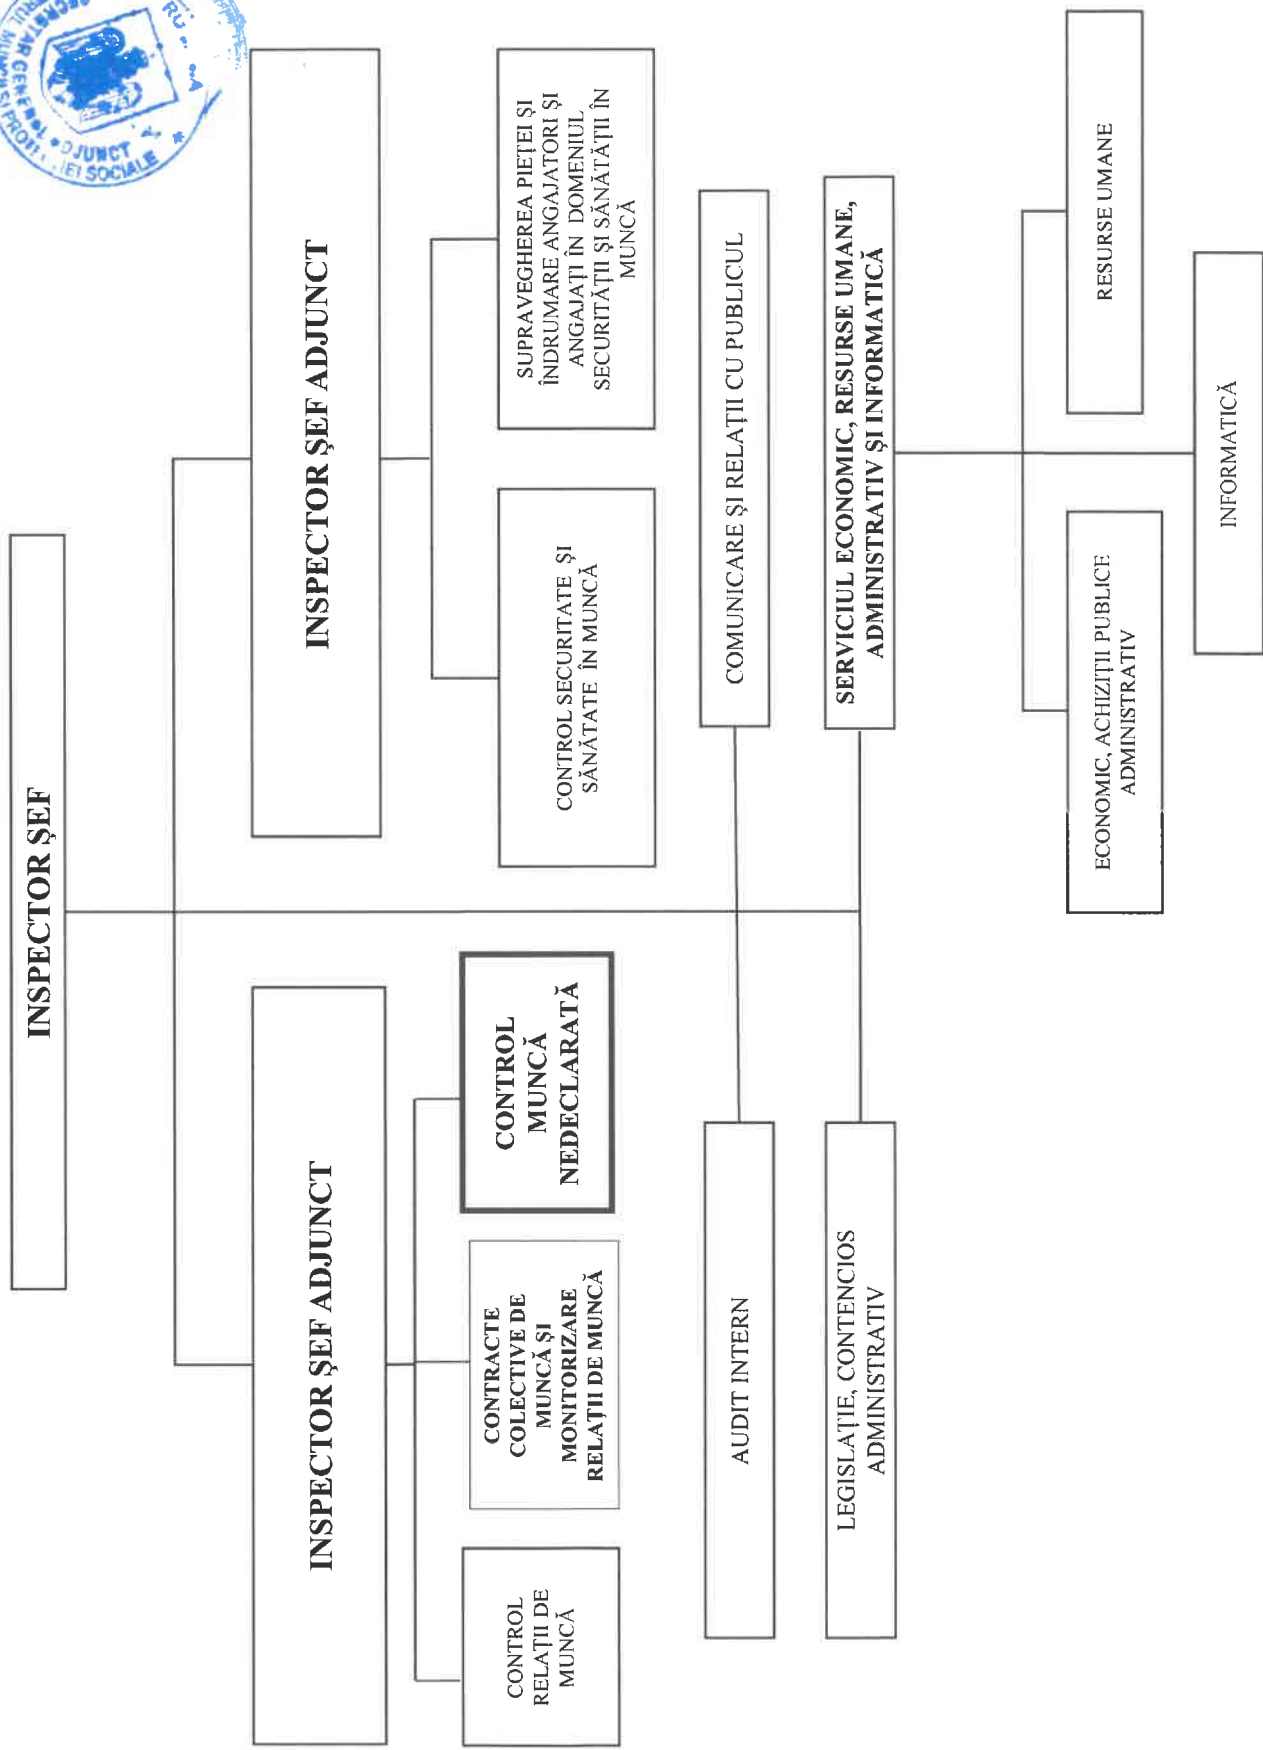 INSPECTOR ȘEF
INSPECTOR ȘEF ADJUNCT
INSPECTOR ȘEF ADJUNCT
CONTROL
RELAȚII DE
MUNCĂ
CONTRACTE
COLECTIVE DE
MUNCĂ ȘI
MONITORIZARE
RELAȚII DE MUNCĂ
CONTROL
MUNCĂ
NEDECLARATĂ
CONTROL SECURITATE ȘI
SĂNĂTATE ÎN MUNCĂ
SUPRAVEGHEREA PIEȚEI ȘI
ÎNDRUMARE ANGAJATORI ȘI
ANGAJAȚI ÎN DOMENIUL
SECURITĂȚII ȘI SĂNĂTĂȚII ÎN
MUNCĂ
AUDIT INTERN
COMUNICARE ȘI RELAȚII CU PUBLICUL
LEGISLAȚIE, CONTENCIOS
ADMINISTRATIV
SERVICIUL ECONOMIC, RESURSE UMANE,
ADMINISTRATIV ȘI INFORMATICĂ
ECONOMIC, ACHIZIȚII PUBLICE
ADMINISTRATIV
RESURSE UMANE
INFORMATICĂ
SECRETAR GENERAL
SOCIALE